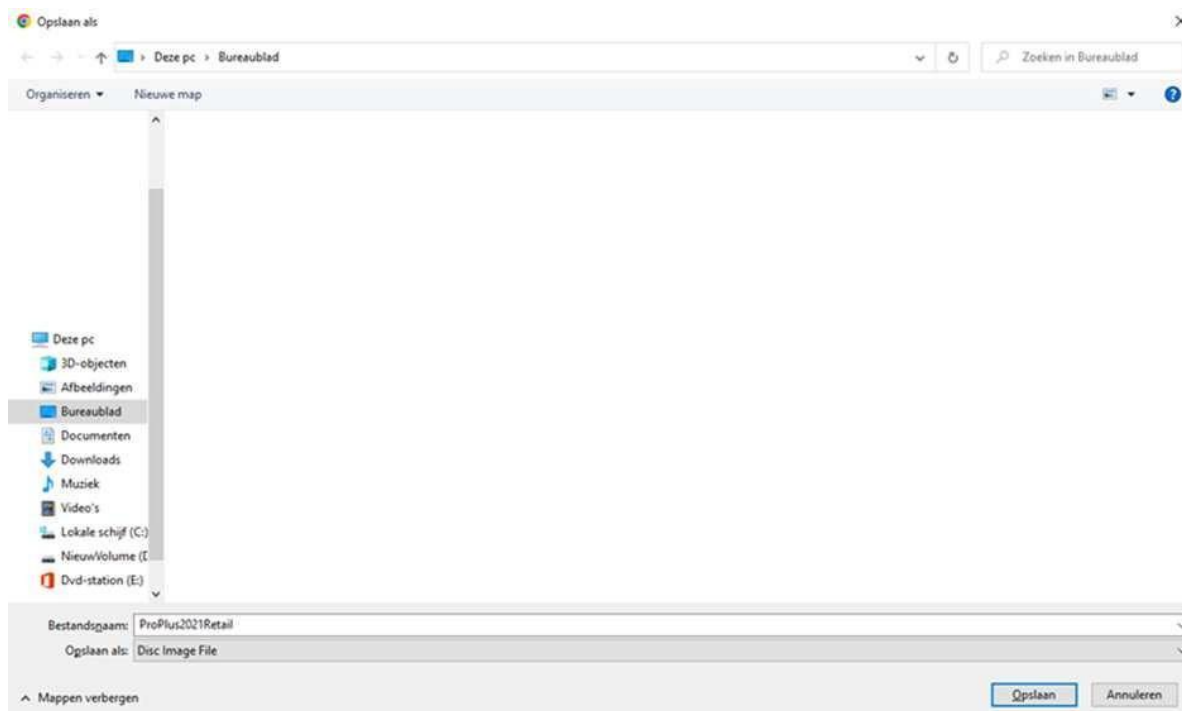 Opslaan als
Deze pc › Bureaublad
Zoeken in Bureaublad
Organiseren
Nieuwe map
Deze pc
3D-objecten
Afbeeldingen
Bureaublad
Documenten
Downloads
Muziek
Video's
Lokale schijf (C:)
NieuwVolume (D
Dvd-station (E:)
Bestandsnaam: ProPlus2021Retail
Opslaan als: Disc Image File
Mappen verbergen
Opslaan
Annuleren